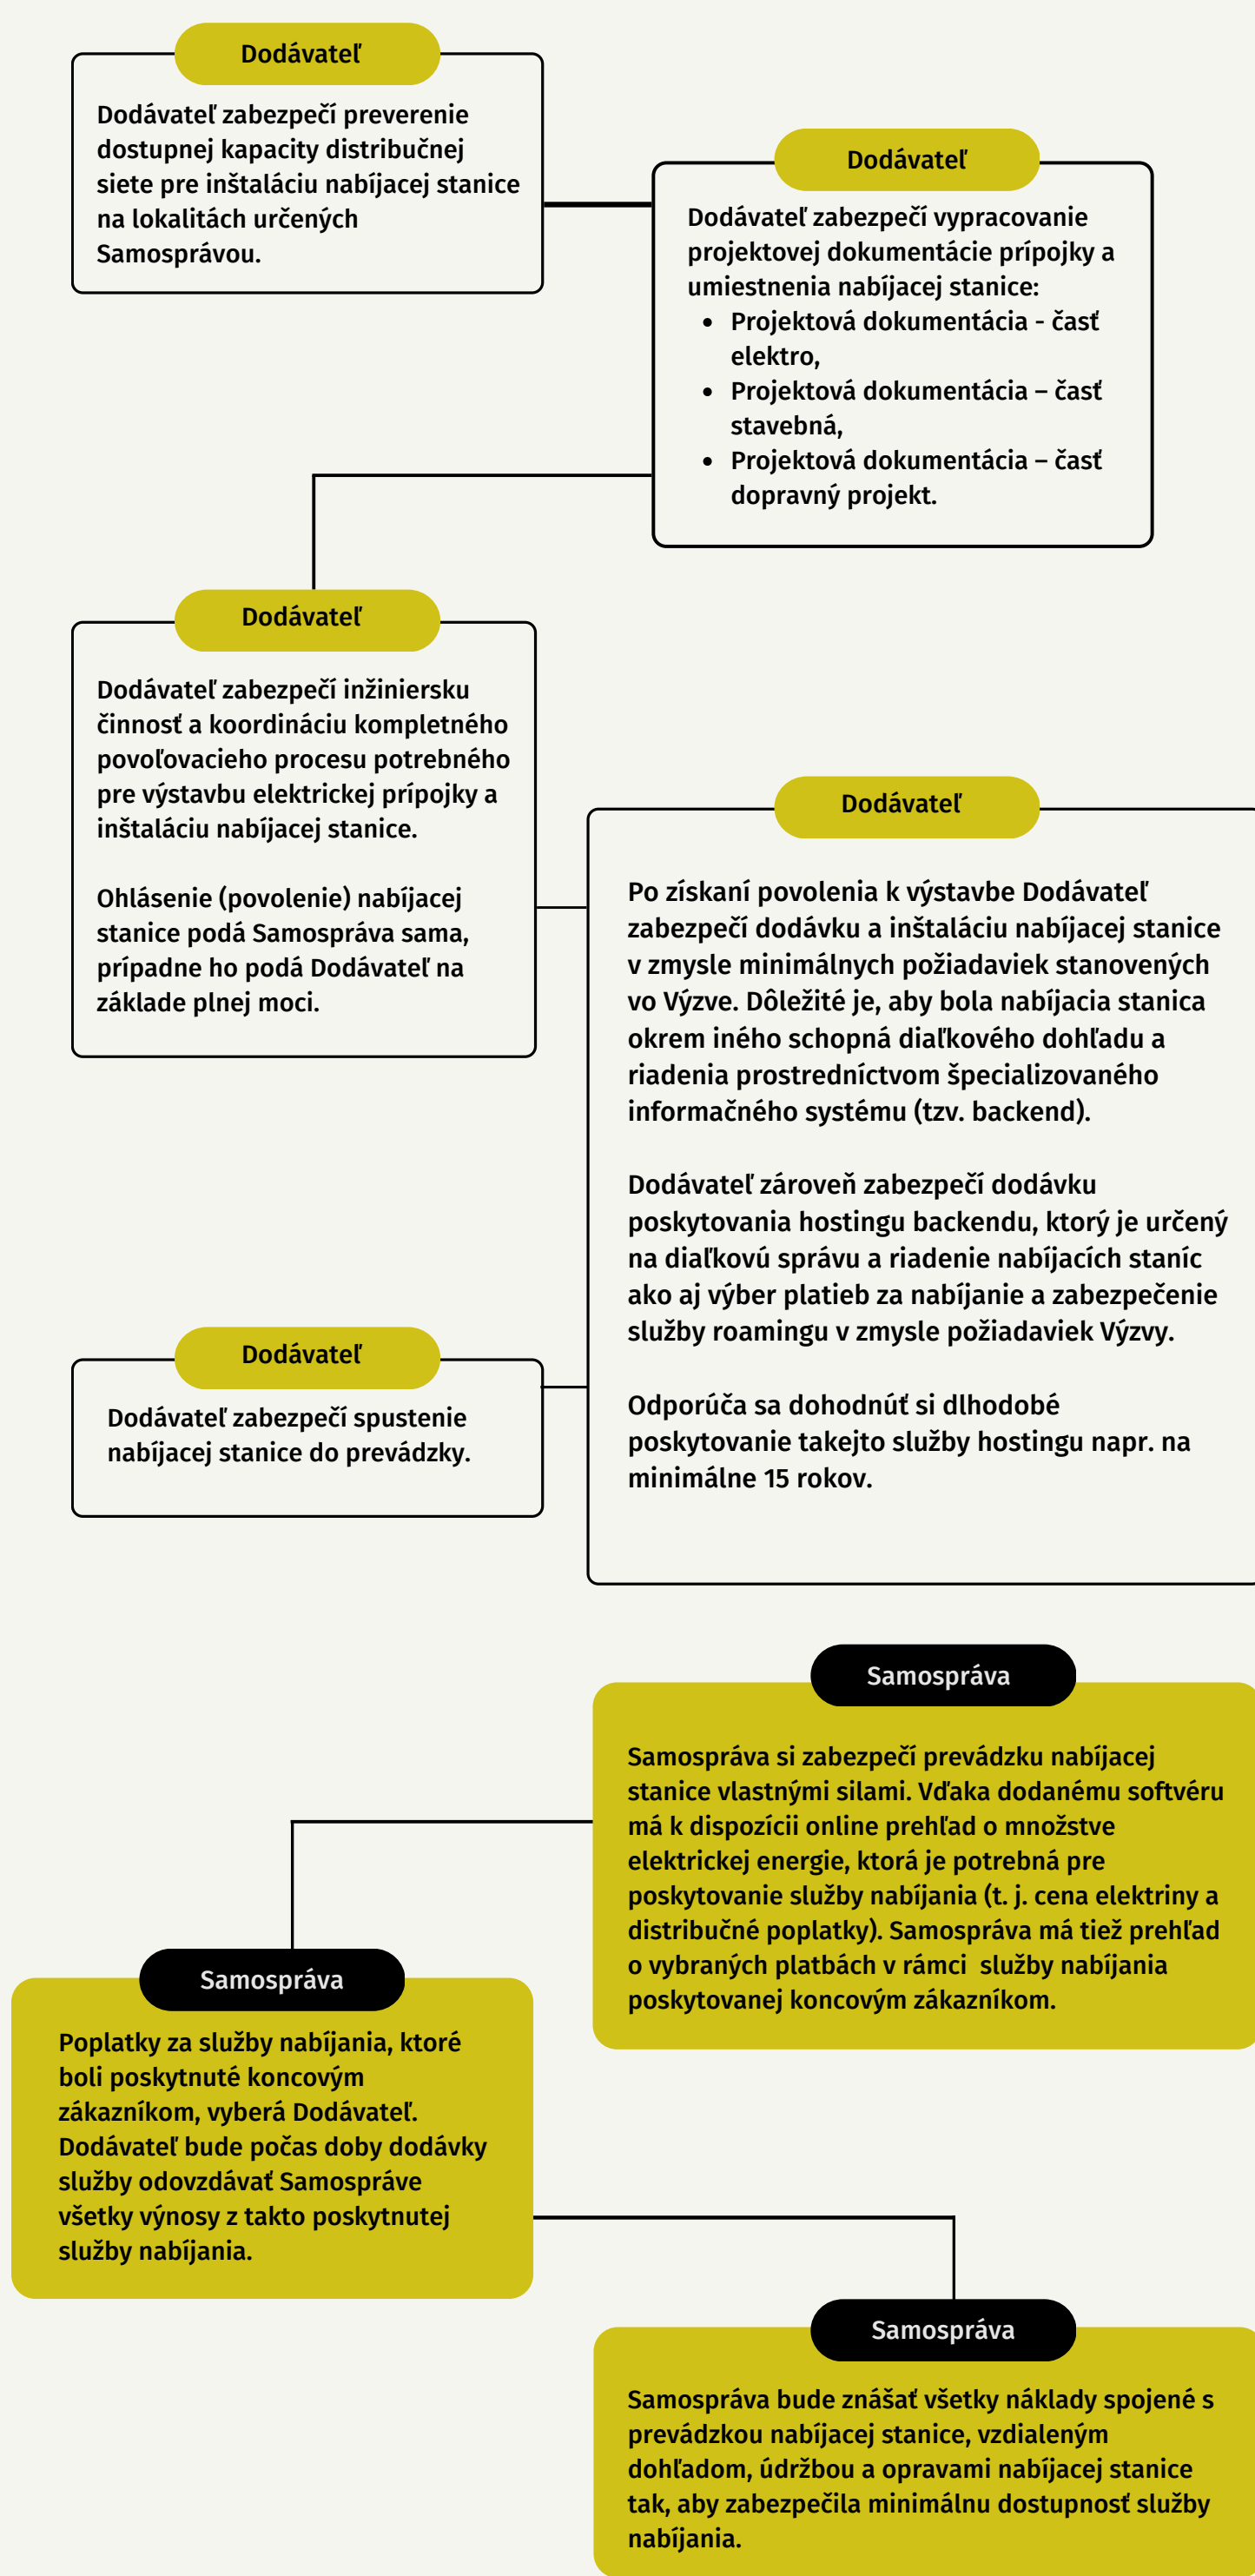 Dodávateľ
Dodávateľ zabezpečí preverenie
dostupnej kapacity distribučnej
siete pre inštaláciu nabíjacej stanice
na lokalitách určených
Samosprávou.
Dodávateľ
Dodávateľ zabezpečí vypracovanie
projektovej dokumentácie prípojky a
umiestnenia nabíjacej stanice:
• Projektová dokumentácia - časť
elektro,
• Projektová dokumentácia – časť
stavebná,
• Projektová dokumentácia – časť
dopravný projekt.
Dodávateľ
Dodávateľ zabezpečí inžiniersku
činnosť a koordináciu kompletného
povoľovacieho procesu potrebného
pre výstavbu elektrickej prípojky a
inštaláciu nabíjacej stanice.
Ohlásenie (povolenie) nabíjacej
stanice podá Samospráva sama,
prípadne ho podá Dodávateľ na
základe plnej moci.
Dodávateľ
Po získaní povolenia k výstavbe Dodávateľ
zabezpečí dodávku a inštaláciu nabíjacej stanice
v zmysle minimálnych požiadaviek stanovených
vo Výzve. Dôležité je, aby bola nabíjacia stanica
okrem iného schopná diaľkového dohľadu a
riadenia prostredníctvom špecializovaného
informačného systému (tzv. backend).
Dodávateľ zároveň zabezpečí dodávku
poskytovania hostingu backendu, ktorý je určený
na diaľkovú správu a riadenie nabíjacích staníc
ako aj výber platieb za nabíjanie a zabezpečenie
služby roamingu v zmysle požiadaviek Výzvy.
Odporúča sa dohodnúť si dlhodobé
poskytovanie takejto služby hostingu napr. na
minimálne 15 rokov.
Dodávateľ
Dodávateľ zabezpečí spustenie
nabíjacej stanice do prevádzky.
Samospráva
Samospráva si zabezpečí prevádzku nabíjacej
stanice vlastnými silami. Vďaka dodanému softvéru
má k dispozícii online prehľad o množstve
elektrickej energie, ktorá je potrebná pre
poskytovanie služby nabíjania (t. j. cena elektriny a
distribučné poplatky). Samospráva má tiež prehľad
o vybraných platbách v rámci  služby nabíjania
poskytovanej koncovým zákazníkom.
Samospráva
Poplatky za služby nabíjania, ktoré
boli poskytnuté koncovým
zákazníkom, vyberá Dodávateľ.
Dodávateľ bude počas doby dodávky
služby odovzdávať Samospráve
všetky výnosy z takto poskytnutej
služby nabíjania.
Samospráva
Samospráva bude znášať všetky náklady spojené s
prevádzkou nabíjacej stanice, vzdialeným
dohľadom, údržbou a opravami nabíjacej stanice
tak, aby zabezpečila minimálnu dostupnosť služby
nabíjania.